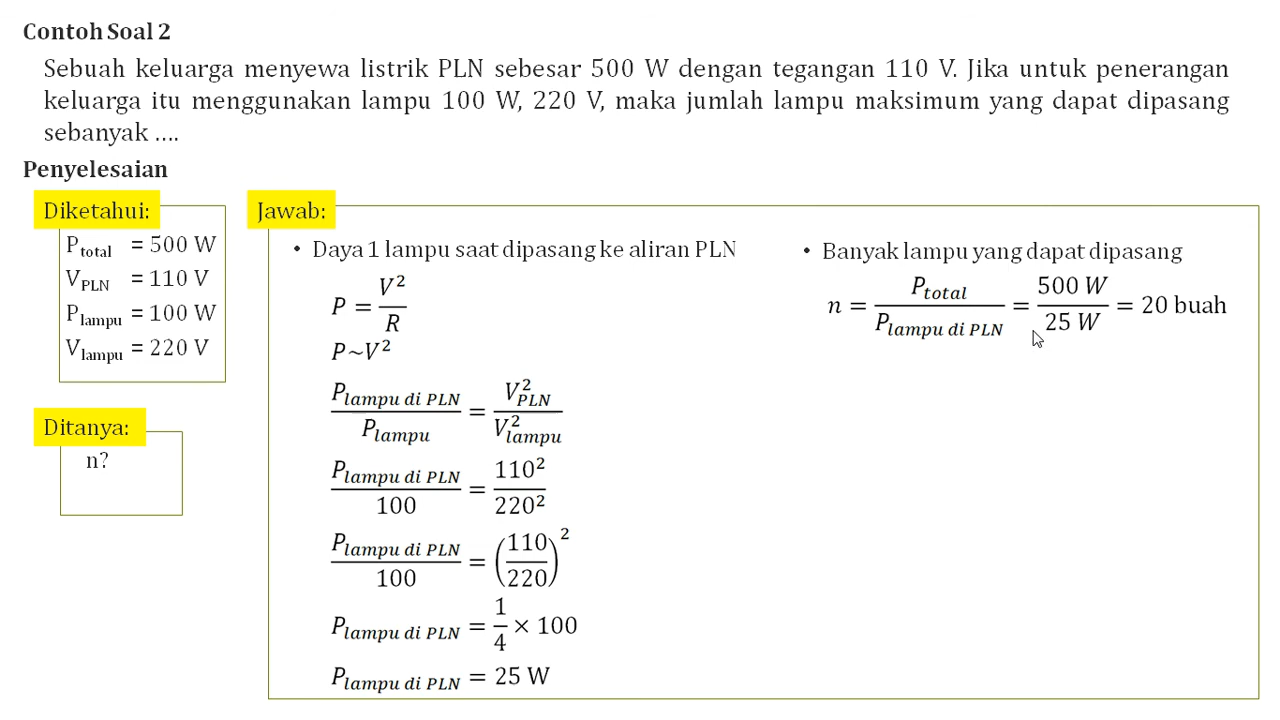 Contoh Soal 2
Sebuah keluarga menyewa listrik PLN sebesar 500 W dengan tegangan 110 V. Jika untuk penerangan
keluarga itu menggunakan lampu 100 W, 220 V, maka jumlah lampu maksimum yang dapat dipasang
sebanyak ....
Penyelesaian
Diketahui:
P_total = 500 W
V_PLN = 110 V
P_lampu = 100 W
V_lampu = 220 V
Ditanya:
n?
Jawab:
• Daya 1 lampu saat dipasang ke aliran PLN
P = V²/R
P~V²
P_lampu di PLN/P_lampu = V²_PLN/V²_lampu
P_lampu di PLN/100 = 110²/220²
P_lampu di PLN/100 = (110/220)²
P_lampu di PLN = 1/4 × 100
P_lampu di PLN = 25 W
• Banyak lampu yang dapat dipasang
n = P_total/P_lampu di PLN = 500 W/25 W = 20 buah